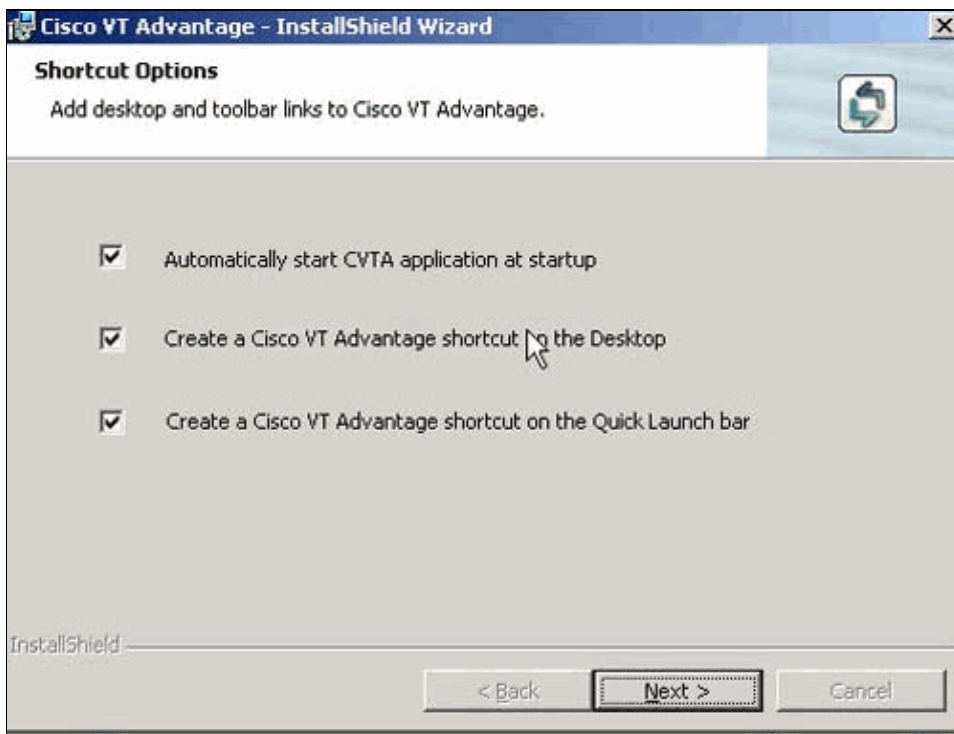 Cisco VT Advantage - InstallShield Wizard
Shortcut Options
Add desktop and toolbar links to Cisco VT Advantage.
Automatically start CVTA application at startup
Create a Cisco VT Advantage shortcut on the Desktop
Create a Cisco VT Advantage shortcut on the Quick Launch bar
InstallShield
< Back
Next >
Cancel